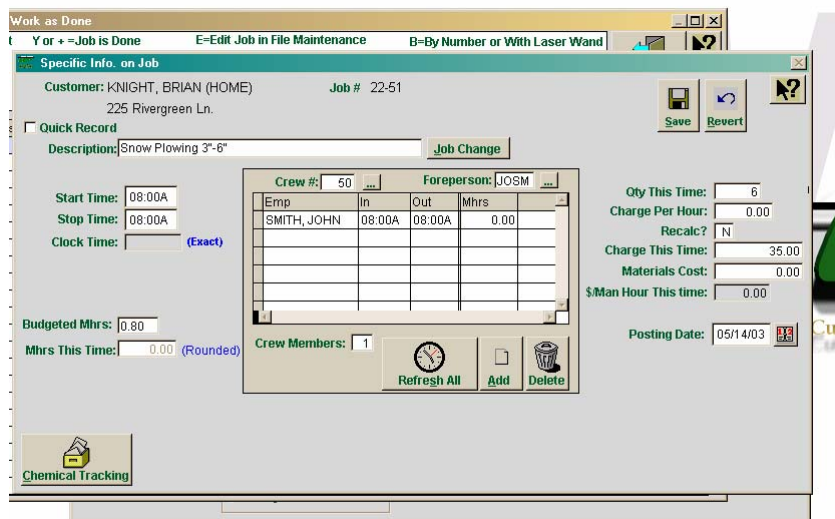 Work as Done
Y or + =Job is Done E=Edit Job in File Maintenance B=By Number or With Laser Wand
Specific Info. on Job
Customer: KNIGHT, BRIAN (HOME) Job # 22-51
225 Rivergreen Ln.
Quick Record
Save Revert
Description: Snow Plowing 3"-6" Job Change
Crew #: 50 ... Foreperson: JOSM ...
Emp In Out Mhrs
SMITH, JOHN 08:00A 08:00A 0.00
Start Time: 08:00A
Stop Time: 08:00A
Clock Time: (Exact)
Qty This Time: 6
Charge Per Hour: 0.00
Recalc? N
Charge This Time: 35.00
Materials Cost: 0.00
$/Man Hour This time: 0.00
Budgeted Mhrs: 0.80
Mhrs This Time: 0.00 (Rounded)
Crew Members: 1
Refresh All Add Delete
Posting Date: 05/14/03
Chemical Tracking
Cu